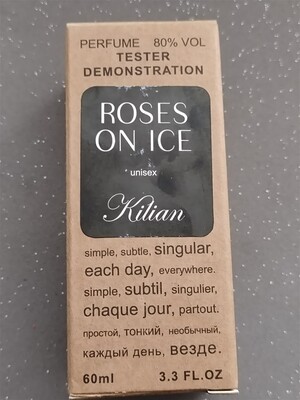 PERFUME 80% VOL
TESTER
DEMONSTRATION
ROSES
ON ICE
unisex
Kilian
simple, subtle, singular,
each day, everywhere.
simple, subtil, singulier,
chaque jour, partout.
простой, тонкий, необычный,
каждый день, везде.
60ml 3.3 FL.OZ